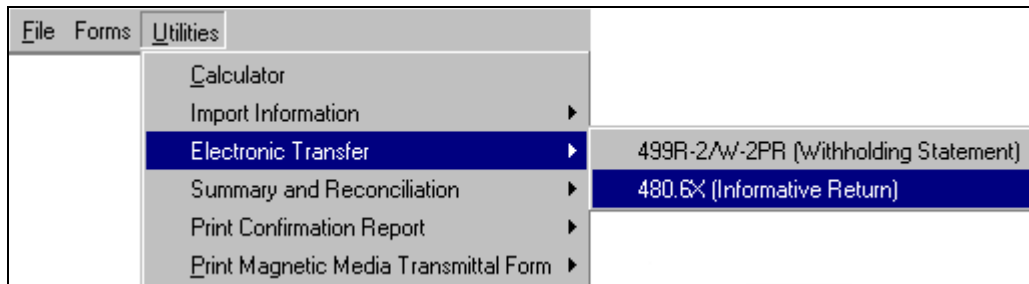 File Forms Utilities
Calculator
Import Information
Electronic Transfer
499R-2/W-2PR (Withholding Statement)
Summary and Reconciliation
480.6X (Informative Return)
Print Confirmation Report
Print Magnetic Media Transmittal Form